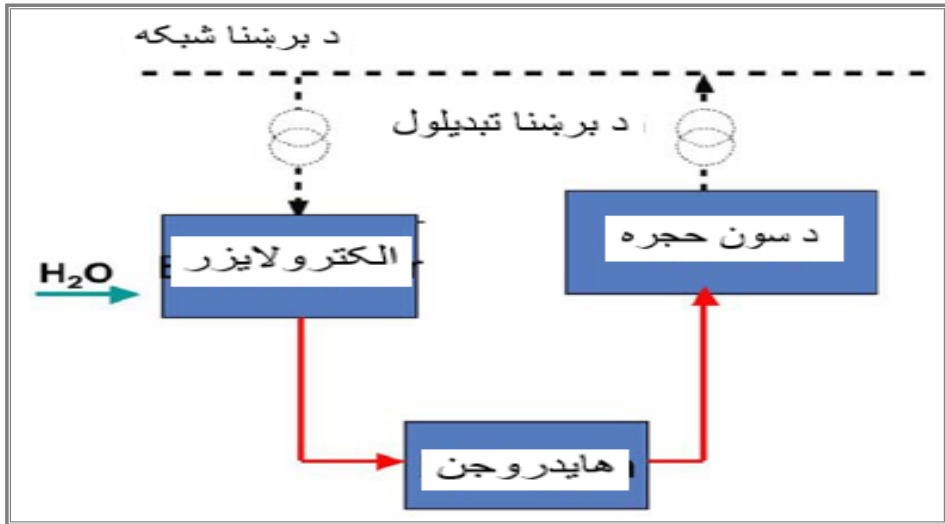 د برښنا شبکه
د برښنا تبدیلول
د سون حجره
الکترولایزر
H₂O
هایدروجن